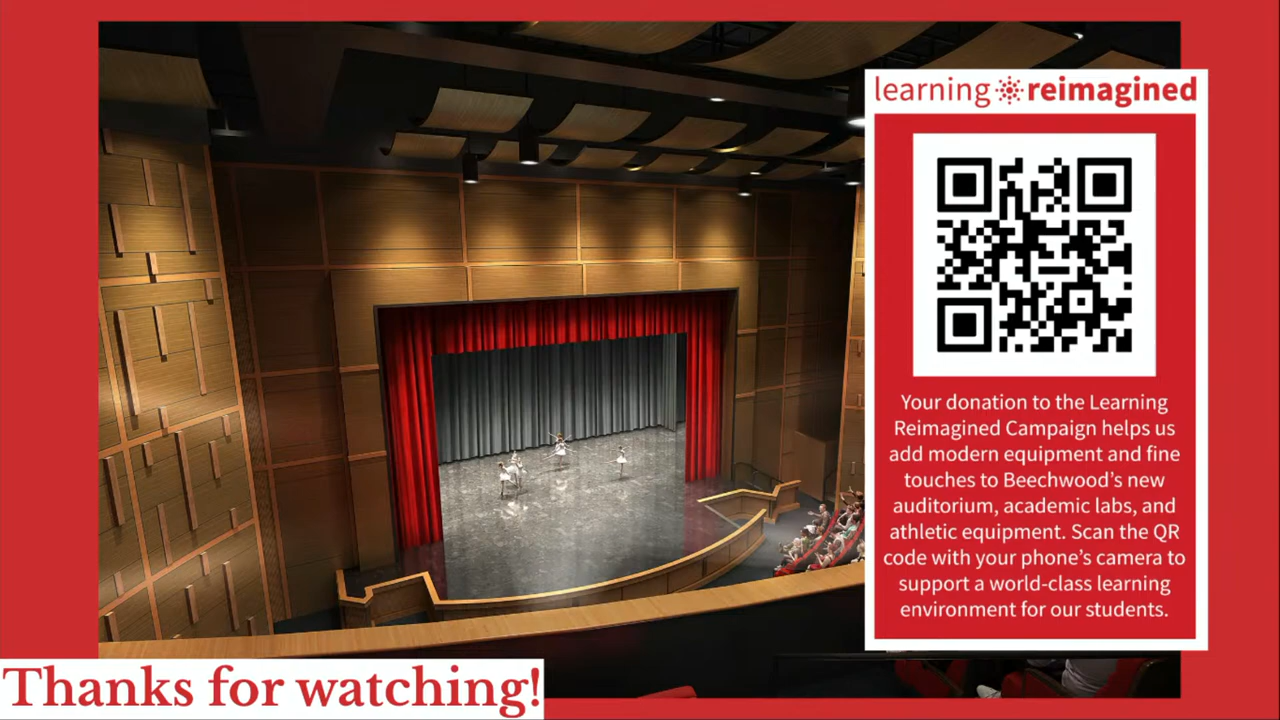 learning reimagined
Your donation to the Learning
Reimagined Campaign helps us
add modern equipment and fine
touches to Beechwood’s new
auditorium, academic labs, and
athletic equipment. Scan the QR
code with your phone’s camera to
support a world-class learning
environment for our students.
Thanks for watching!